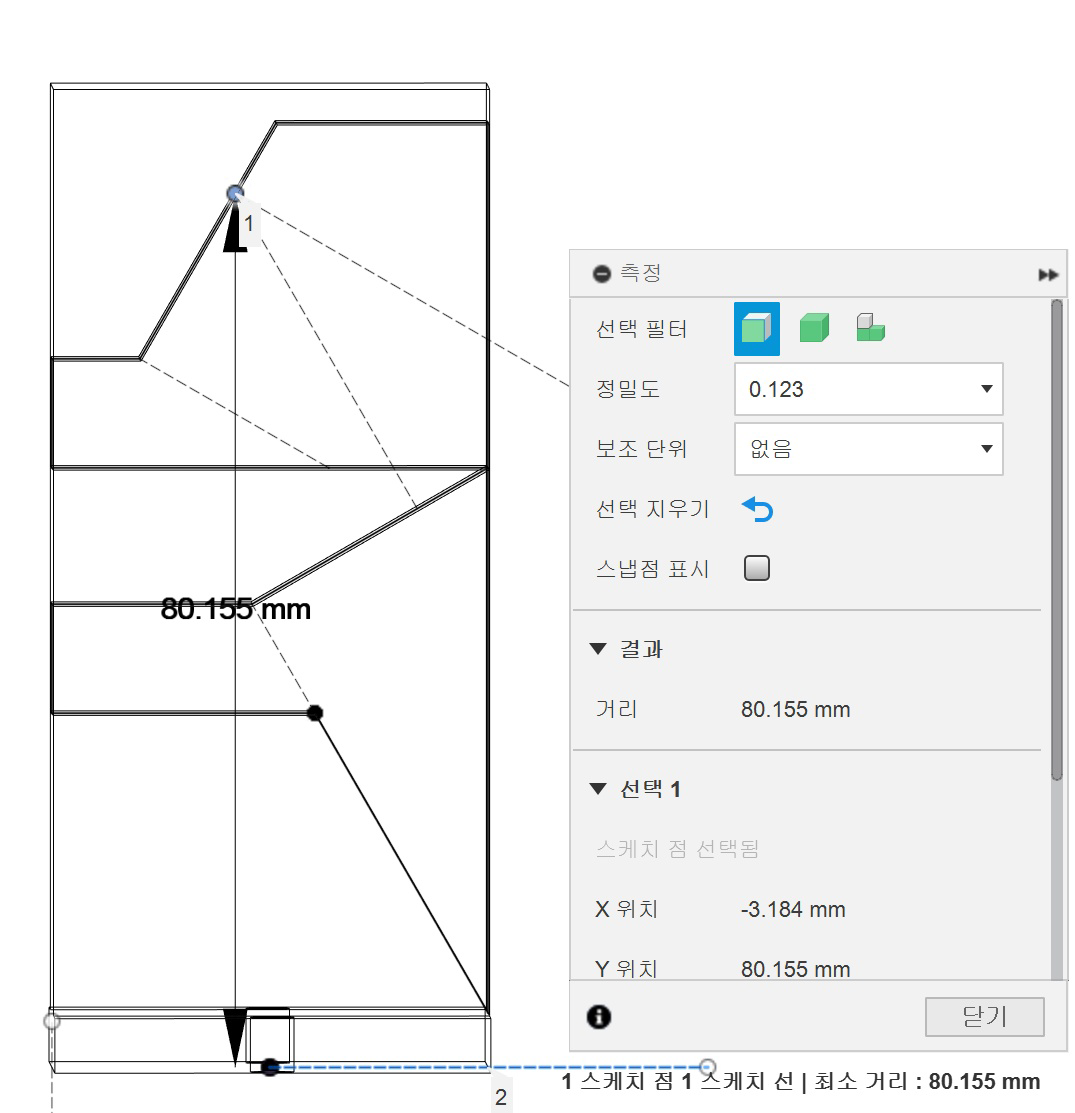 1
측정
선택 필터
정밀도 0.123
보조 단위 없음
선택 지우기
스냅점 표시
80.155 mm
결과
거리 80.155 mm
선택 1
스케치 점 선택됨
X 위치 -3.184 mm
Y 위치 80.155 mm
닫기
1 스케치 점 1 스케치 선 | 최소 거리 : 80.155 mm
2